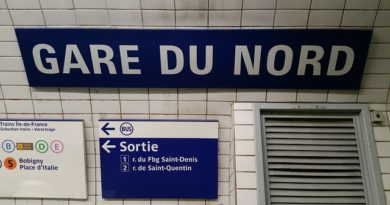 GARE DU NORD
Trains Île-de-France
Suburban trains - Vorortzüge
B D E
5 Bobigny
Place d'Italie
BUS
Sortie
1 r. du Fbg Saint-Denis
2 r. de Saint-Quentin